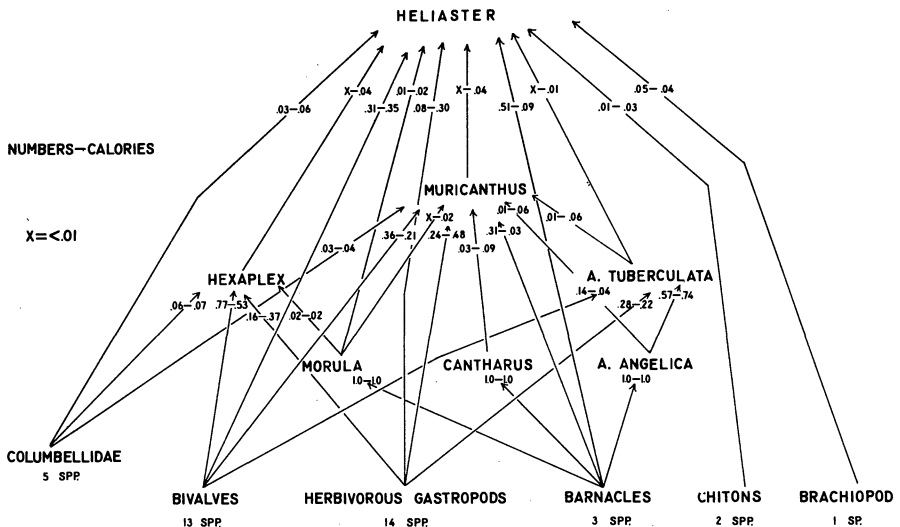 HELIASTER
X–.04 .01–.02 X–.04 X–.01 .05–.04
.03–.06 .31–.35 .08–.30 .51–.09 .01–.03
NUMBERS–CALORIES
MURICANTHUS
X–.02 .01–.06 .01–.06
X=<.01
.03–.04 .36–.21 .24–.48 .03–.09 .31–.03
HEXAPLEX A. TUBERCULATA
.06–.07 .77–.53 .14–.04 .28–.22 .57–.74
.16–.37 .02–.02
MORULA CANTHARUS A. ANGELICA
1.0–1.0 1.0–1.0 1.0–1.0
COLUMBELLIDAE
5 SPP.
BIVALVES HERBIVOROUS GASTROPODS BARNACLES CHITONS BRACHIOPOD
13 SPP. 14 SPP. 3 SPP. 2 SPP. 1 SP.